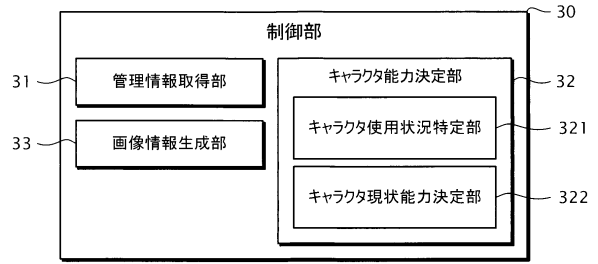 30
制御部
31
管理情報取得部
キャラクタ能力決定部
32
キャラクタ使用状況特定部
321
33
画像情報生成部
キャラクタ現状能力決定部
322